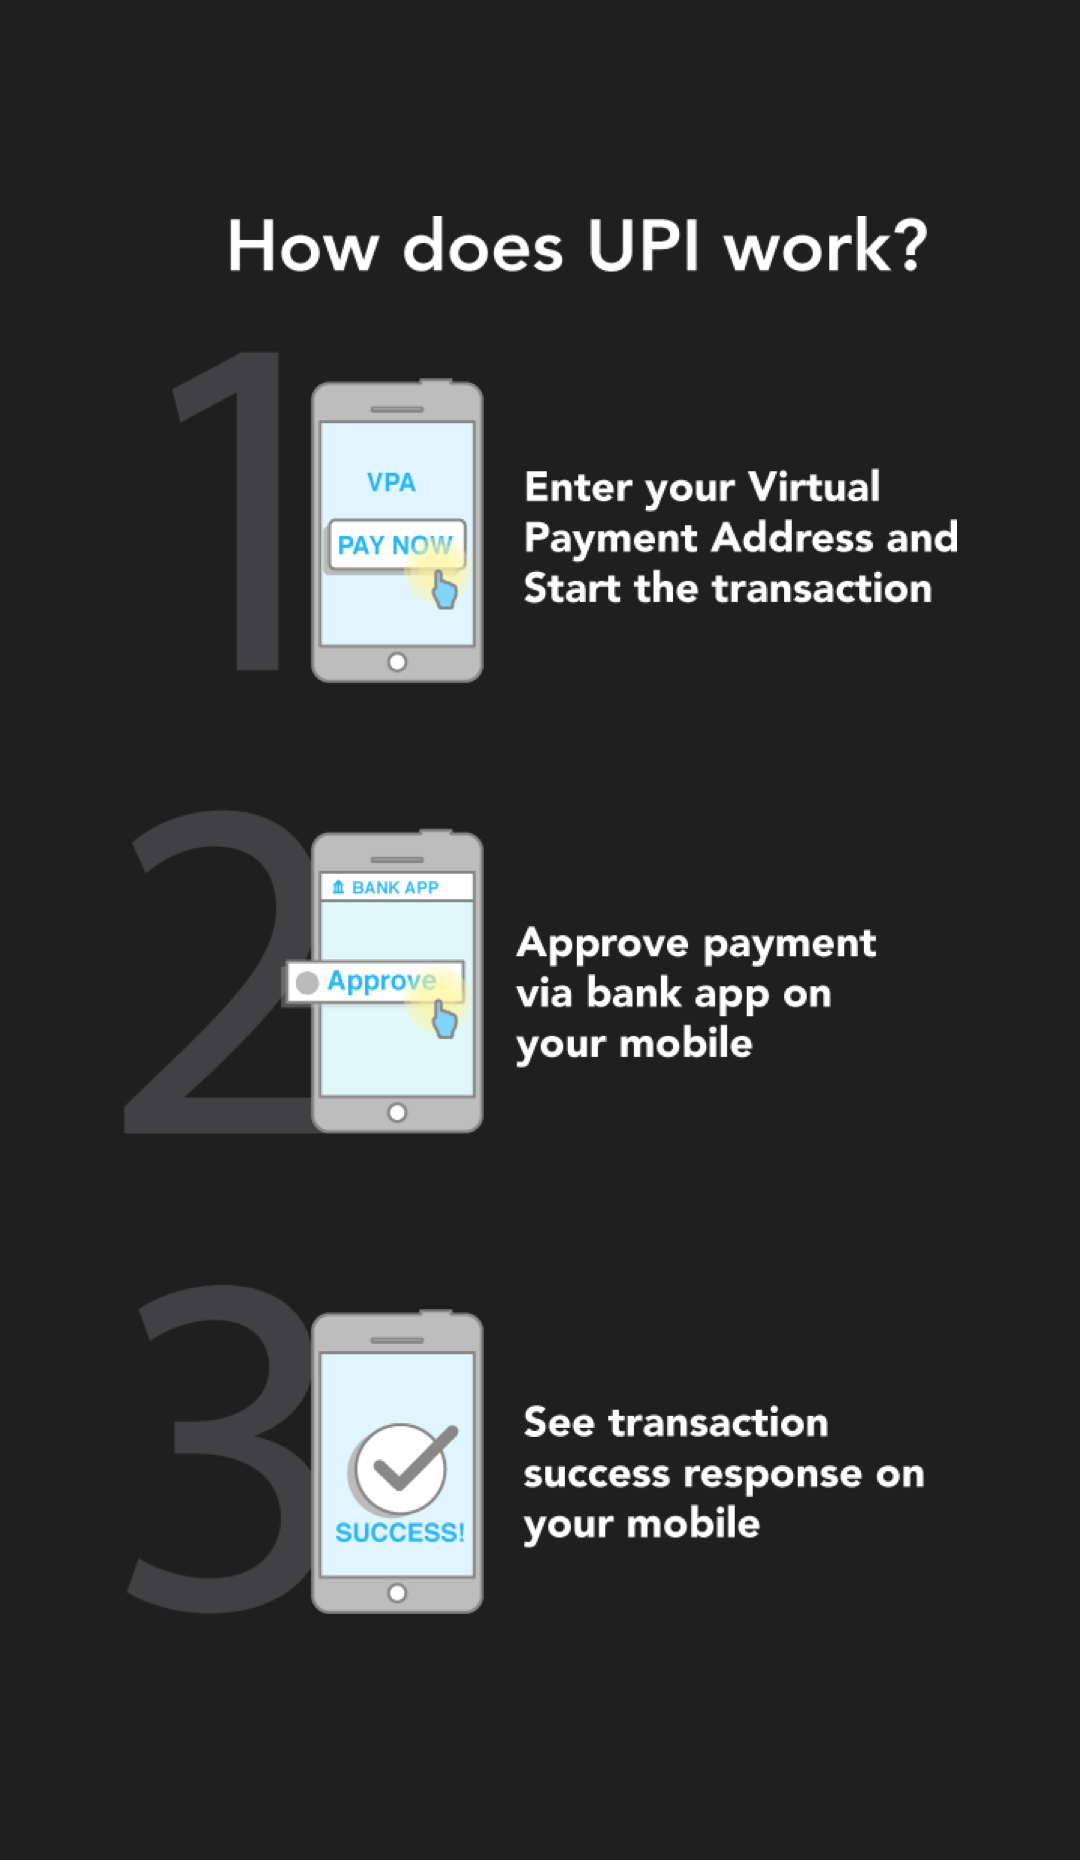 How does UPI work?
1
VPA
PAY NOW
Enter your Virtual
Payment Address and
Start the transaction
2
BANK APP
Approve
Approve payment
via bank app on
your mobile
3
SUCCESS!
See transaction
success response on
your mobile